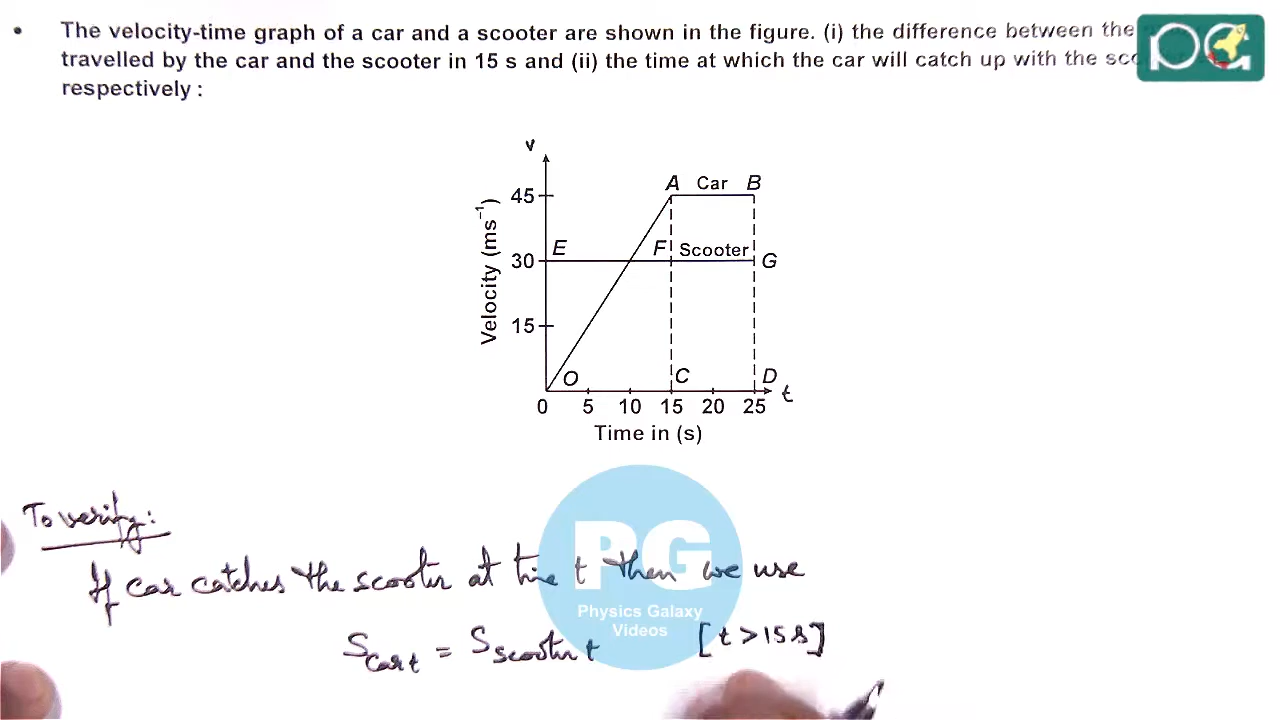 • The velocity-time graph of a car and a scooter are shown in the figure. (i) the difference between the
travelled by the car and the scooter in 15 s and (ii) the time at which the car will catch up with the
respectively :
PG
v
A Car B
45
E F Scooter G
30
Velocity (ms⁻¹)
15
O C D t
0 5 10 15 20 25
Time in (s)
To verify:
If car catches the scooter at time t then we use
S car t = S scooter t [t > 15 s]
PG
Physics Galaxy
Videos